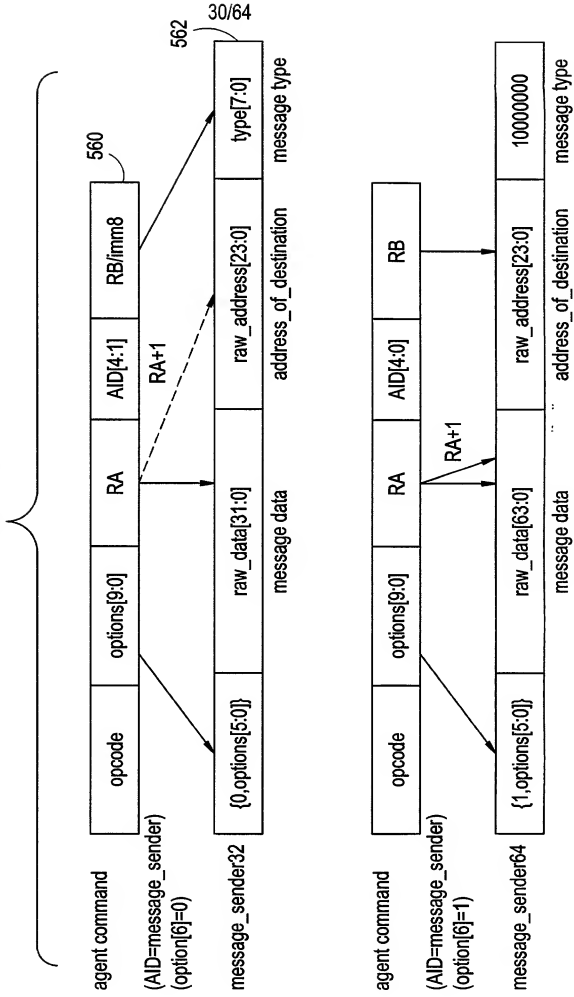 560
agent command
opcode
options[9:0]
RA
AID[4:1]
RB/imm8
(AID=message_sender)
(option[6]=0)
RA+1
562
30/64
message_sender32
{0,options[5:0]}
raw_data[31:0]
raw_address[23:0]
type[7:0]
message data
address_of_destination
message type
agent command
opcode
options[9:0]
RA
AID[4:0]
RB
(AID=message_sender)
(option[6]=1)
RA+1
message_sender64
{1,options[5:0]}
raw_data[63:0]
raw_address[23:0]
10000000
message data
address_of_destination
message type